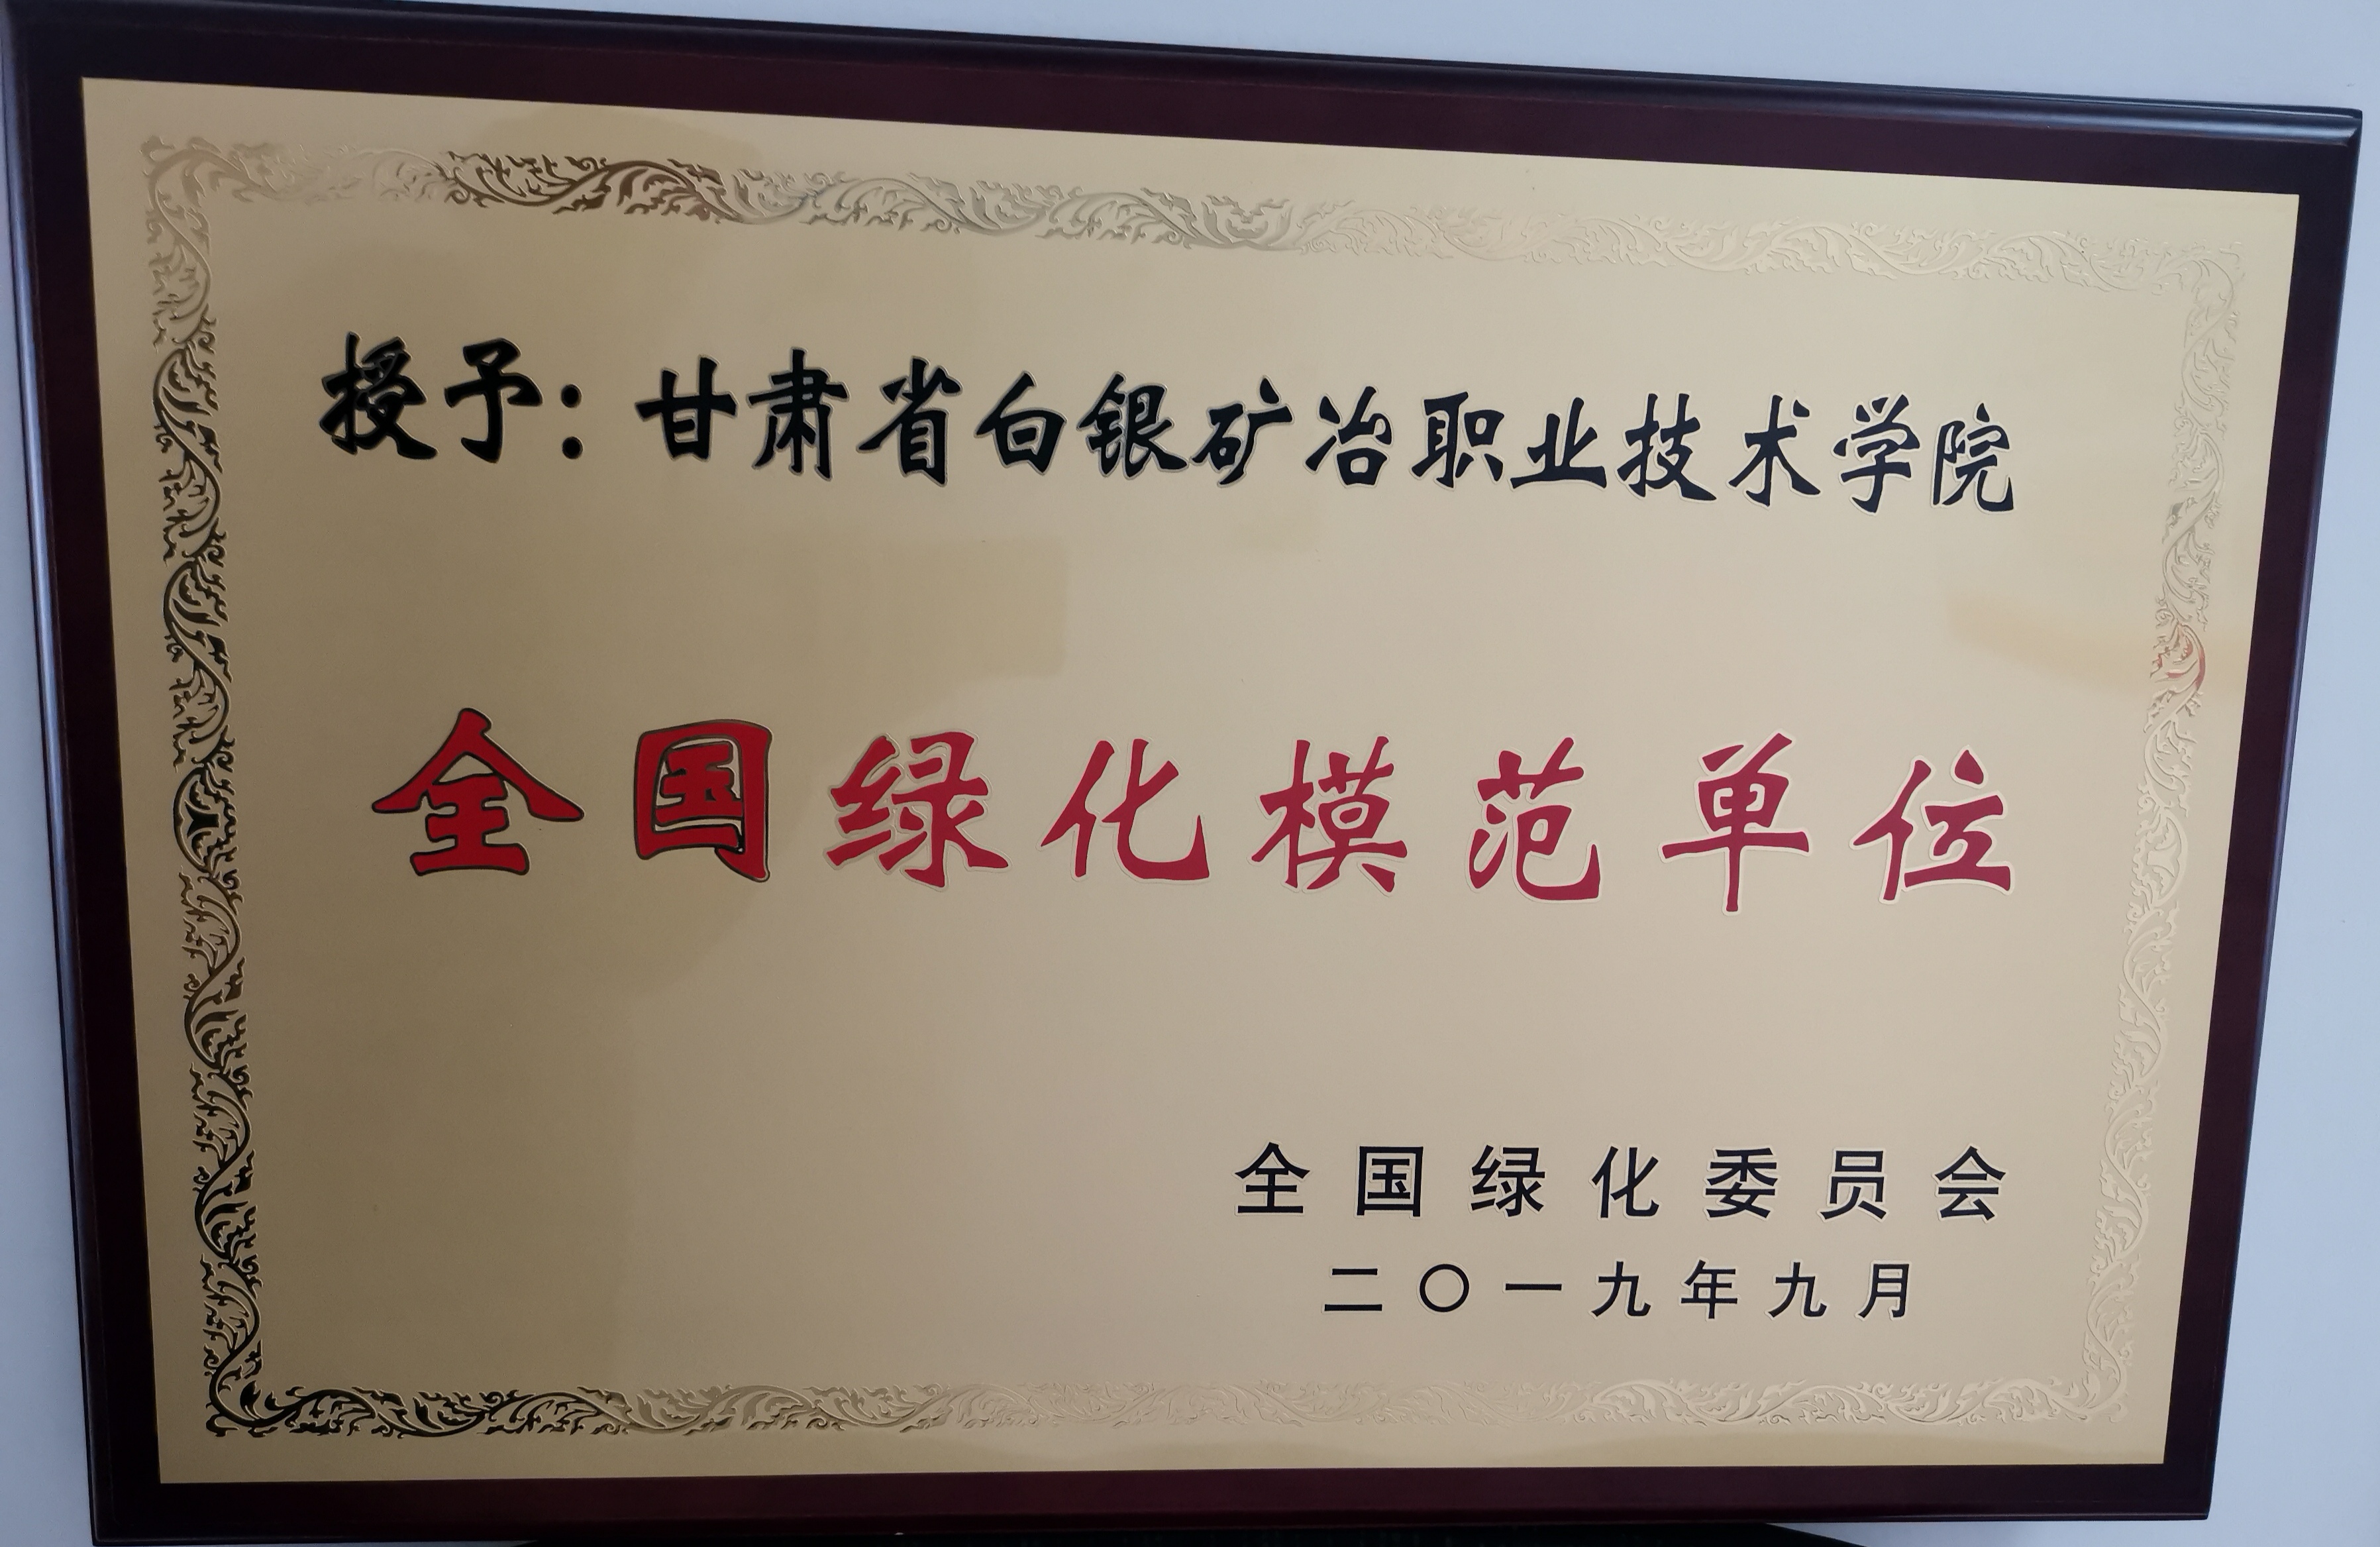 授予：甘肃省白银矿冶职业技术学院
全国绿化模范单位
全国绿化委员会
二〇一九年九月